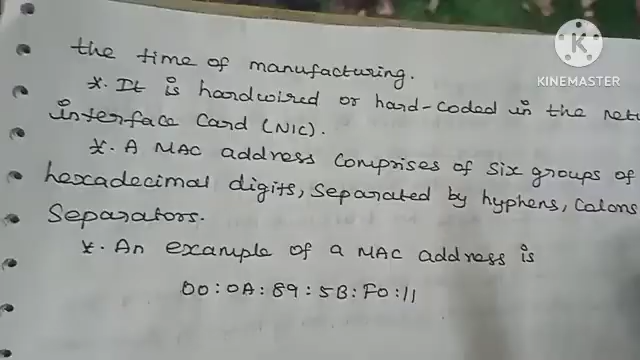 the time of manufacturing.
*. It is hardwired or hard-coded in the net
interface card (NIC).
*. A MAC address comprises of six groups of
hexadecimal digits, separated by hyphens, Colons
Separators.
*. An example of a MAC address is
00:0A:89:5B:F0:11
KINEMASTER